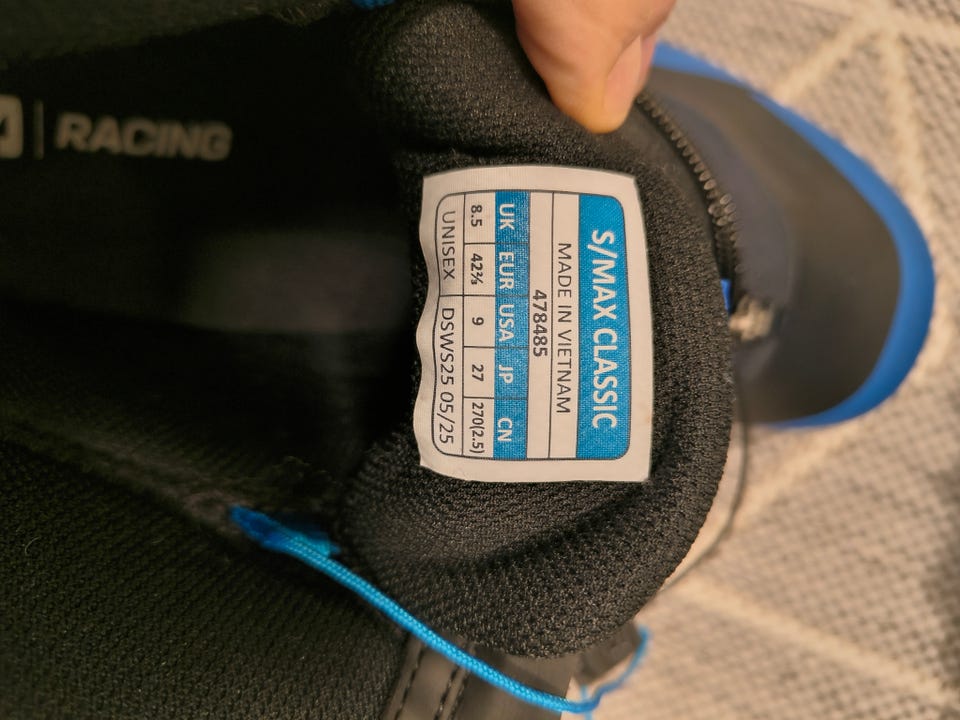 RACING
S/MAX CLASSIC
MADE IN VIETNAM
478485
UK EUR USA JP CN
8.5 42⅔ 9 27 270(2.5)
UNISEX DSWS25 05/25